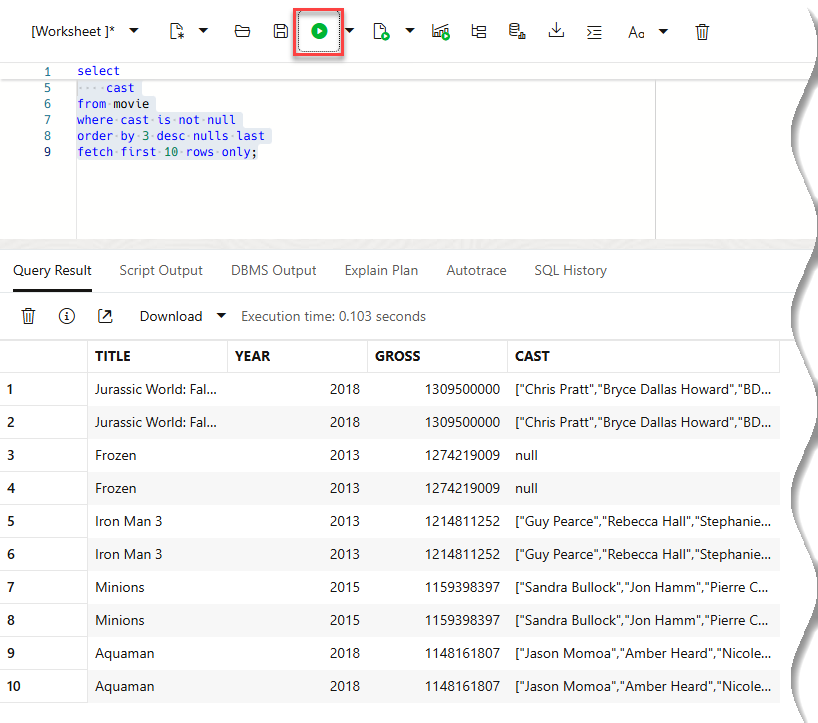 [Worksheet ]*
Aa
1 select
5 ····cast
6 from·movie
7 where·cast·is·not·null
8 order·by·3·desc·nulls·last
9 fetch·first·10·rows·only;
Query Result Script Output DBMS Output Explain Plan Autotrace SQL History
Download Execution time: 0.103 seconds
TITLE YEAR GROSS CAST
1 Jurassic World: Fal... 2018 1309500000 ["Chris Pratt","Bryce Dallas Howard","BD...
2 Jurassic World: Fal... 2018 1309500000 ["Chris Pratt","Bryce Dallas Howard","BD...
3 Frozen 2013 1274219009 null
4 Frozen 2013 1274219009 null
5 Iron Man 3 2013 1214811252 ["Guy Pearce","Rebecca Hall","Stephanie...
6 Iron Man 3 2013 1214811252 ["Guy Pearce","Rebecca Hall","Stephanie...
7 Minions 2015 1159398397 ["Sandra Bullock","Jon Hamm","Pierre C...
8 Minions 2015 1159398397 ["Sandra Bullock","Jon Hamm","Pierre C...
9 Aquaman 2018 1148161807 ["Jason Momoa","Amber Heard","Nicole...
10 Aquaman 2018 1148161807 ["Jason Momoa","Amber Heard","Nicole...